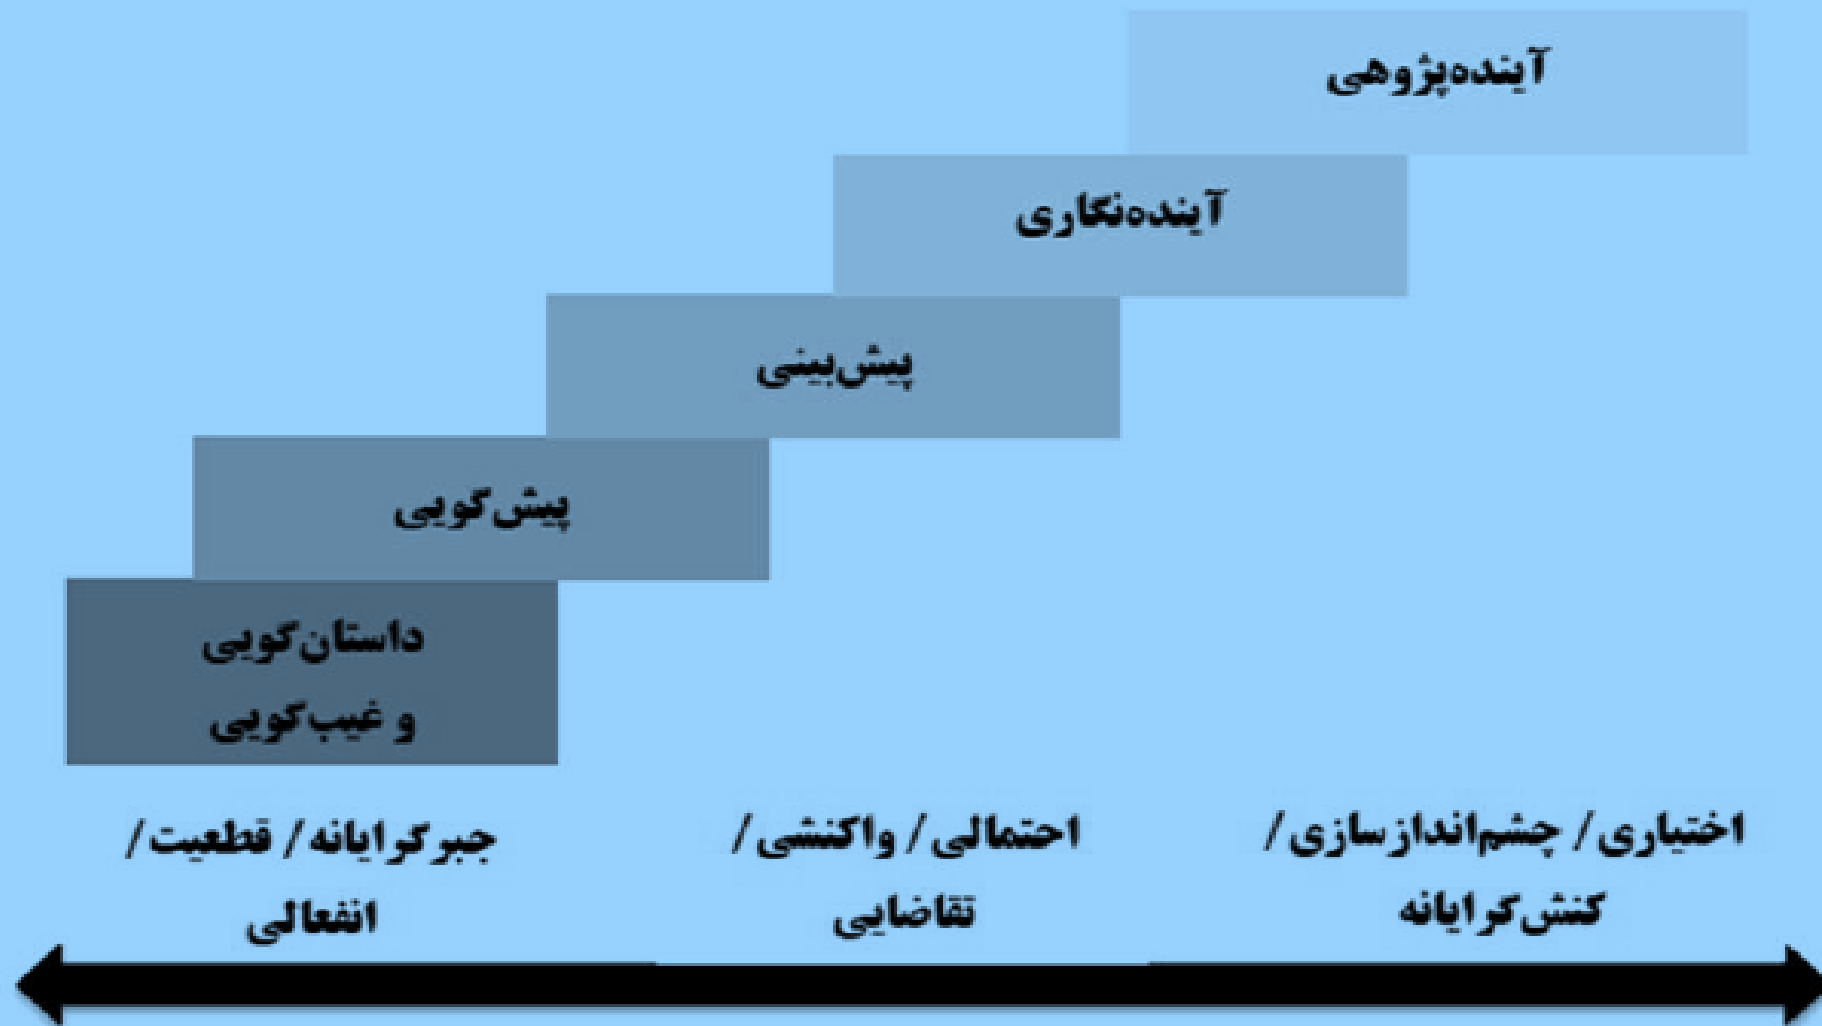 آینده‌پژوهی
آینده‌نگاری
پیش‌بینی
پیش‌گویی
داستان‌گویی
و غیب‌گویی
اختیاری/ چشم‌اندازسازی/
کنش‌گرایانه
احتمالی/ واکنشی/
تقاضایی
جبرگرایانه/ قطعیت/
انفعالی